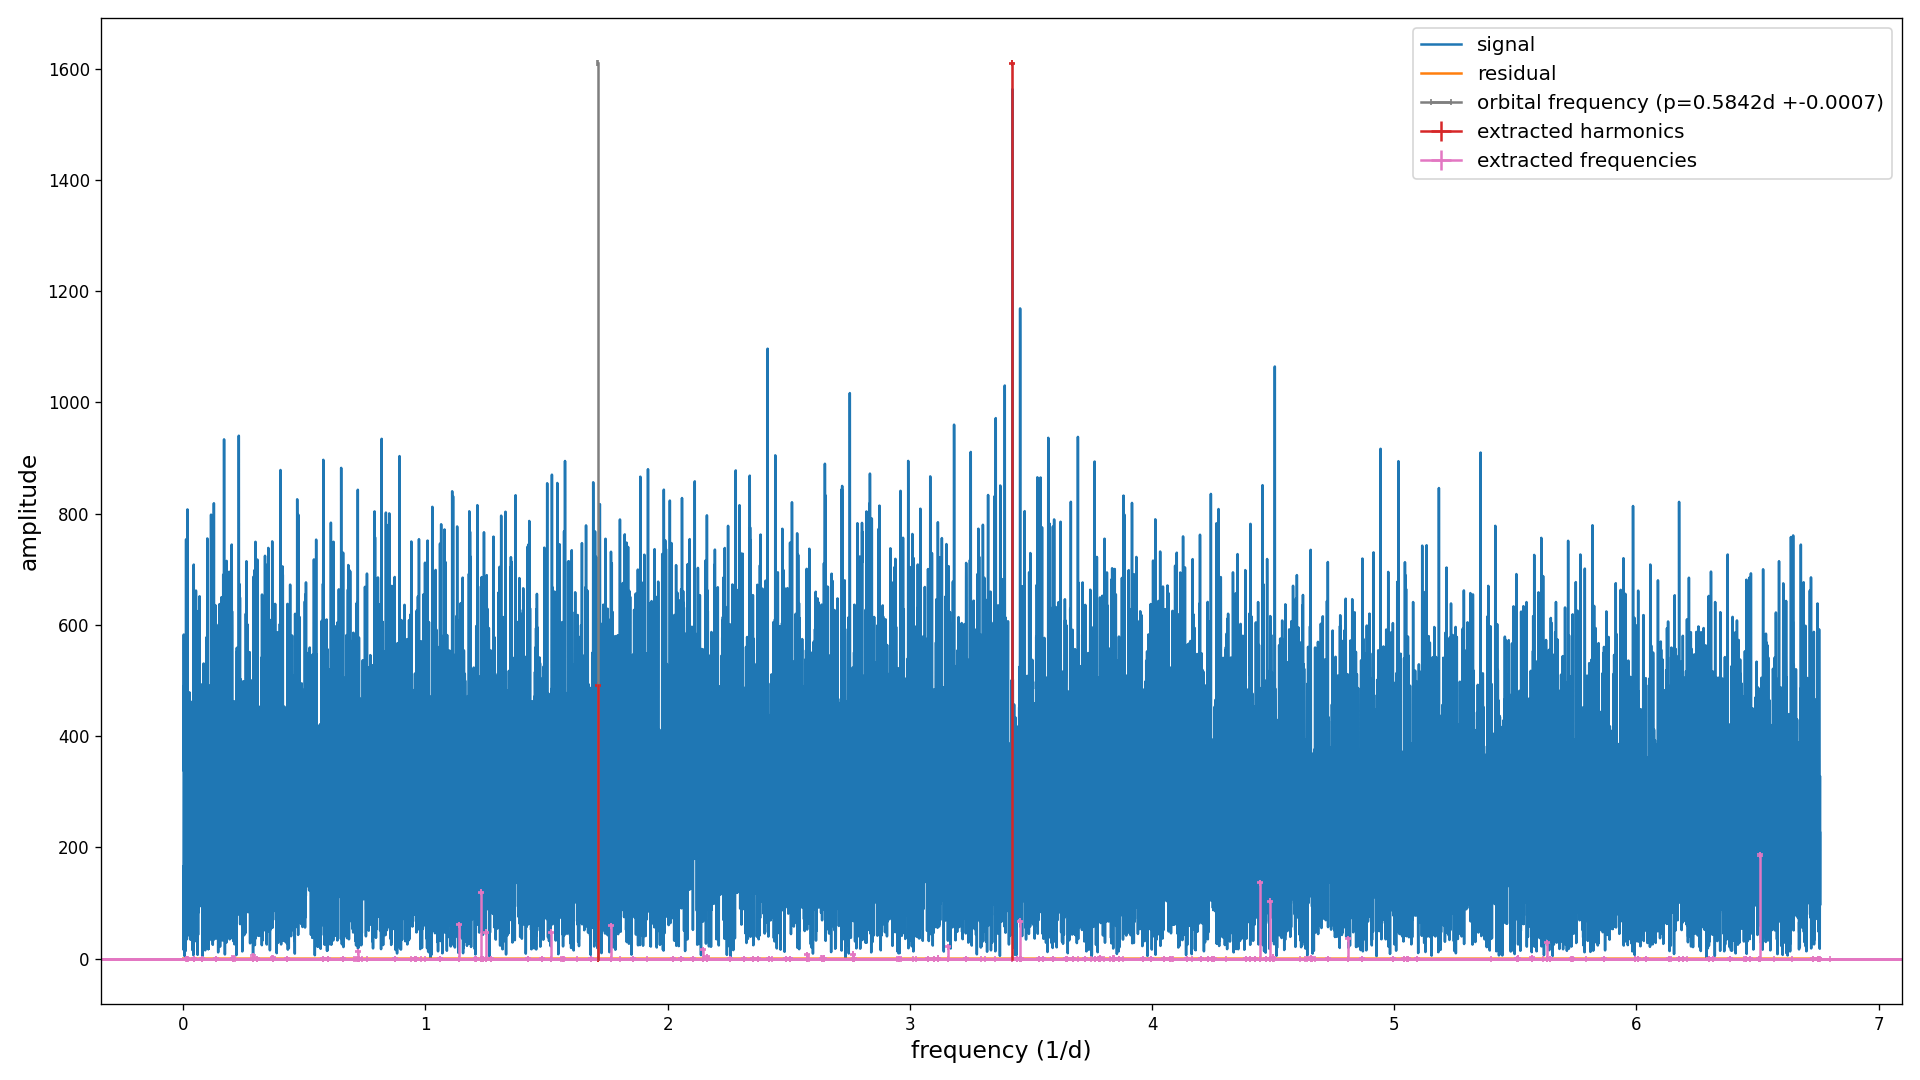 signal
residual
orbital frequency (p=0.5842d +-0.0007)
extracted harmonics
extracted frequencies
1600
1400
1200
1000
800
600
400
200
0
amplitude
0 1 2 3 4 5 6 7
frequency (1/d)